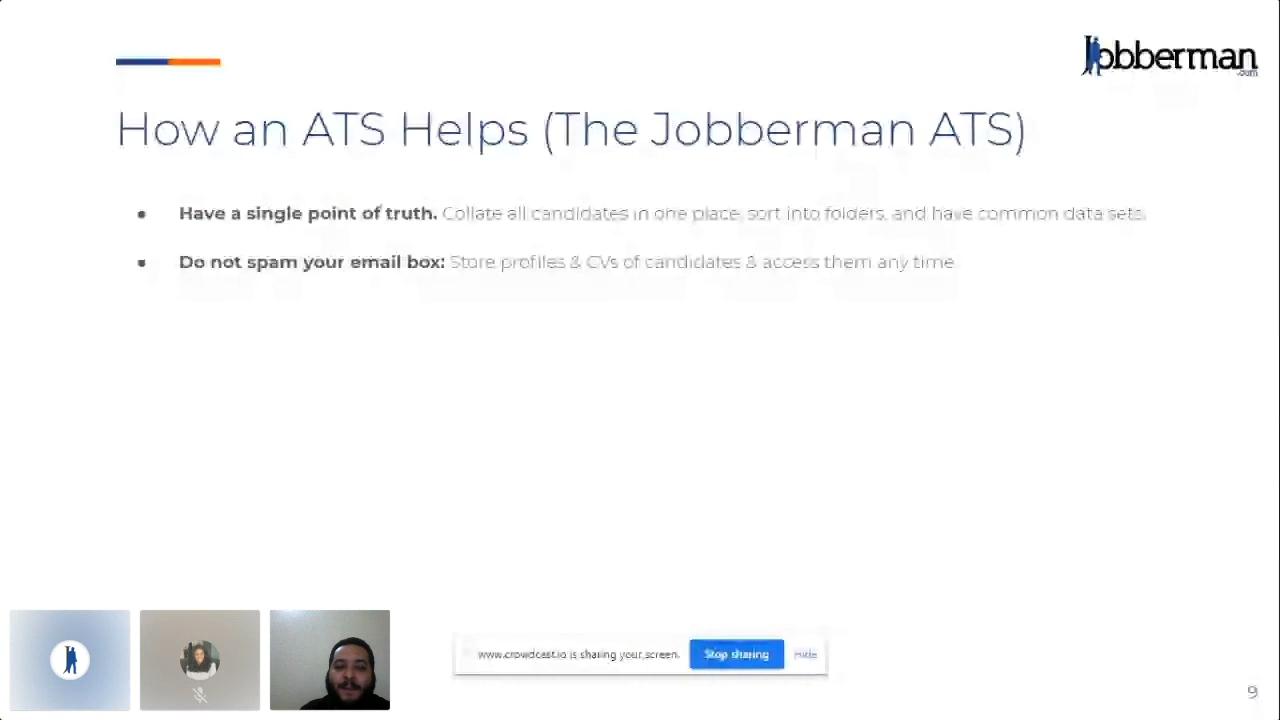 Jobberman
.com
How an ATS Helps (The Jobberman ATS)
● Have a single point of truth. Collate all candidates in one place, sort into folders, and have common data sets.
● Do not spam your email box: Store profiles & CVs of candidates & access them any time.
www.crowdcast.io is sharing your screen. Stop sharing Hide
9